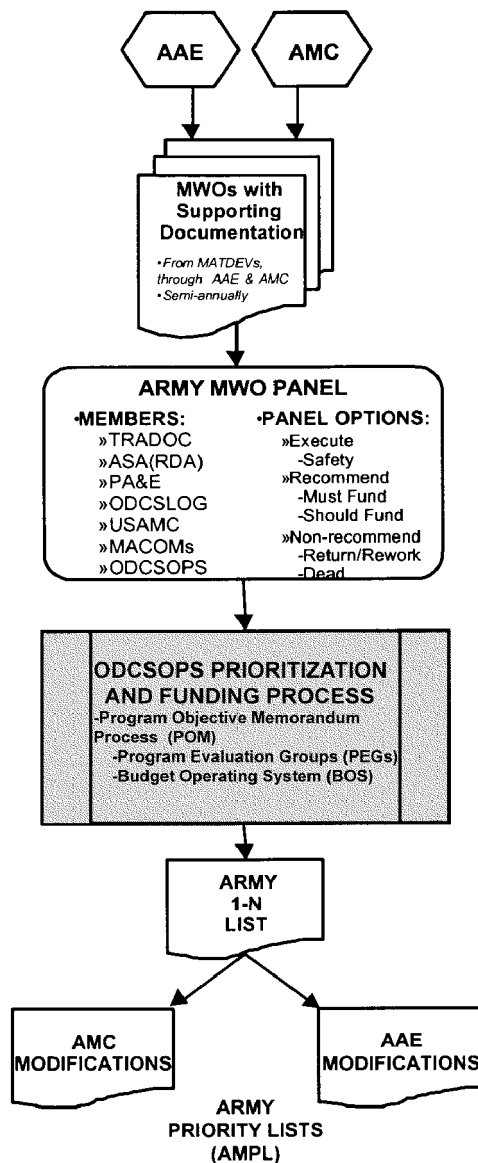 AAE
AMC
MWOs with
Supporting
Documentation
•From MATDEVs,
through AAE & AMC
•Semi-annually
ARMY MWO PANEL
•MEMBERS:
»TRADOC
»ASA(RDA)
»PA&E
»ODCSLOG
»USAMC
»MACOMs
»ODCSOPS
•PANEL OPTIONS:
»Execute
-Safety
»Recommend
-Must Fund
-Should Fund
»Non-recommend
-Return/Rework
-Dead
ODCSOPS PRIORITIZATION
AND FUNDING PROCESS
-Program Objective Memorandum
Process (POM)
-Program Evaluation Groups (PEGs)
-Budget Operating System (BOS)
ARMY
1-N
LIST
AMC
MODIFICATIONS
AAE
MODIFICATIONS
ARMY
PRIORITY LISTS
(AMPL)